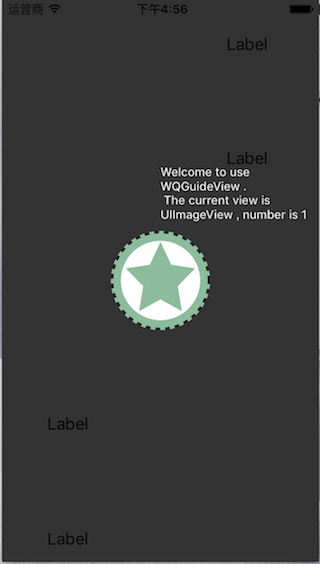 运营商 下午4:56
Label
Label
Welcome to use
WQGuideView .
The current view is
UIImageView , number is 1
Label
Label